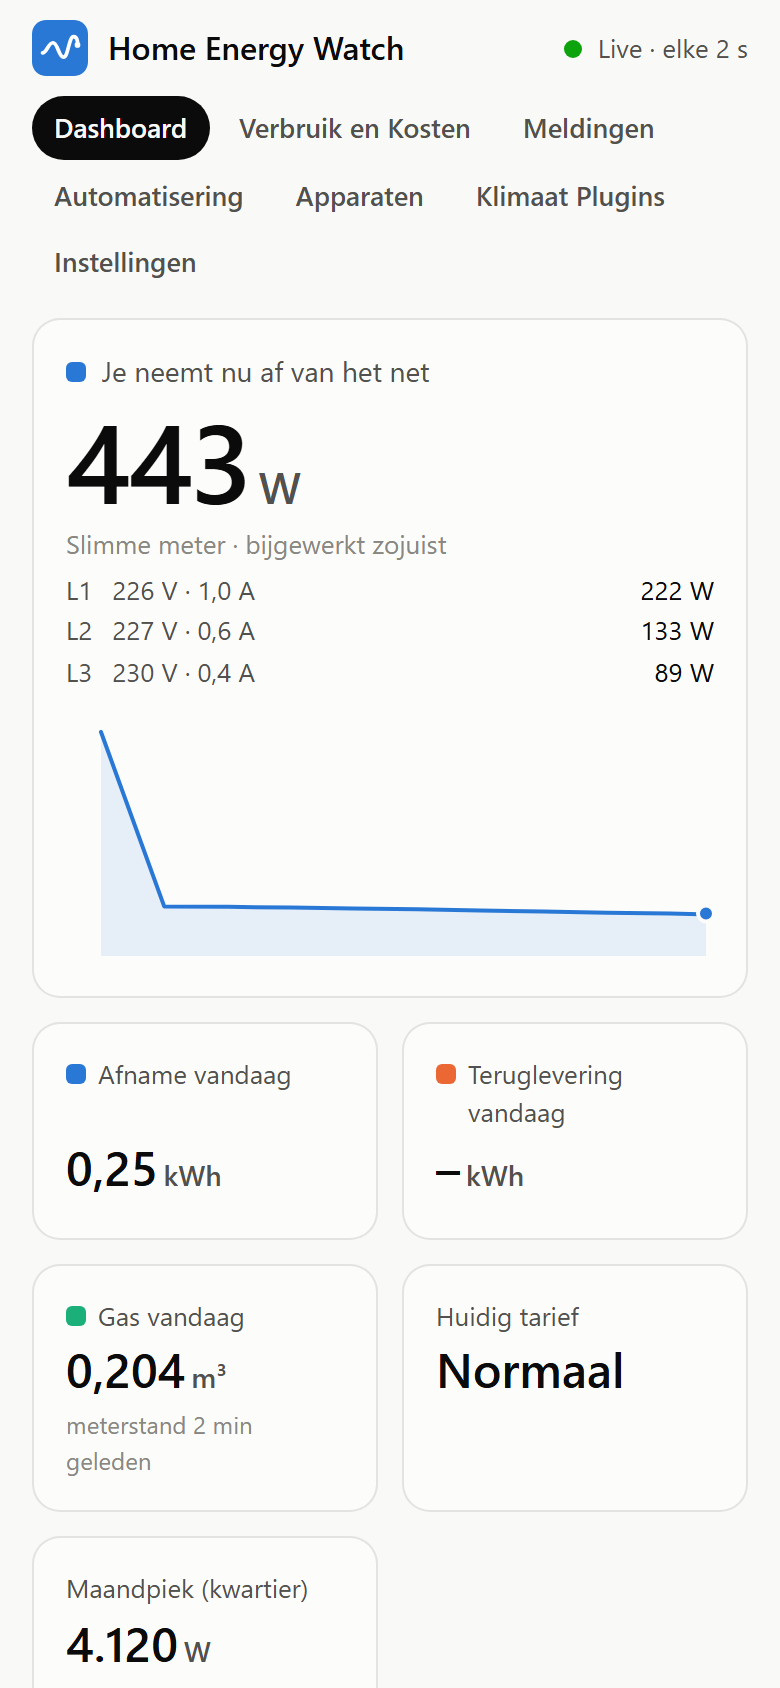 Home Energy Watch
Live · elke 2 s
Dashboard
Verbruik en Kosten
Meldingen
Automatisering
Apparaten
Klimaat Plugins
Instellingen
Je neemt nu af van het net
443 W
Slimme meter · bijgewerkt zojuist
L1 226 V · 1,0 A 222 W
L2 227 V · 0,6 A 133 W
L3 230 V · 0,4 A 89 W
Afname vandaag
0,25 kWh
Teruglevering
vandaag
– kWh
Gas vandaag
0,204 m³
meterstand 2 min
geleden
Huidig tarief
Normaal
Maandpiek (kwartier)
4.120 W